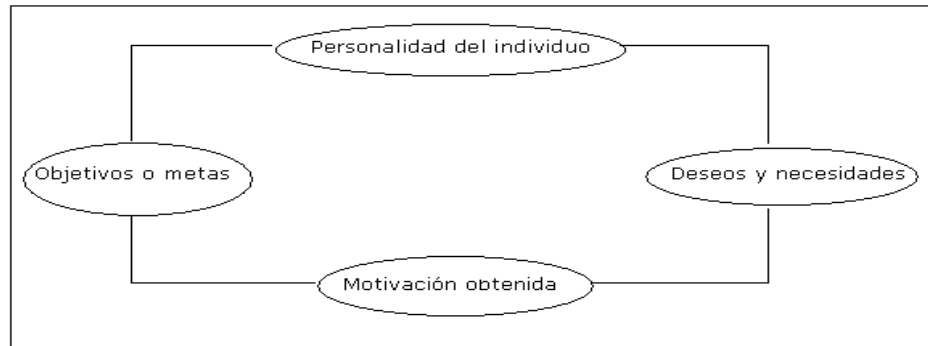 Personalidad del individuo
Objetivos o metas
Deseos y necesidades
Motivación obtenida